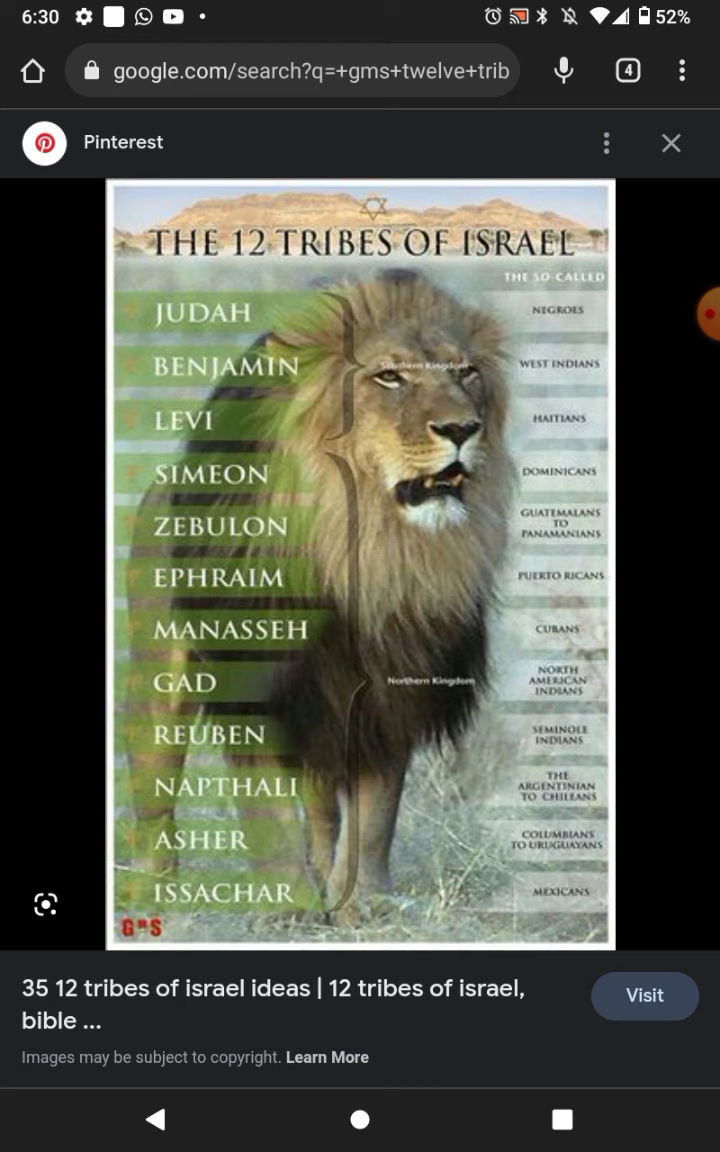 6:30
52%
google.com/search?q=+gms+twelve+trib
4
Pinterest
THE 12 TRIBES OF ISRAEL
THE SO-CALLED
JUDAH
NEGROES
BENJAMIN
Southern Kingdom
WEST INDIANS
LEVI
HAITIANS
SIMEON
DOMINICANS
ZEBULON
GUATEMALANS
TO
PANAMANIANS
EPHRAIM
PUERTO RICANS
MANASSEH
CUBANS
GAD
Northern Kingdom
NORTH
AMERICAN
INDIANS
REUBEN
SEMINOLE
INDIANS
NAPTHALI
THE
ARGENTINIAN
TO CHILEANS
ASHER
COLUMBIANS
TO URUGUAYANS
ISSACHAR
MEXICANS
GMS
35 12 tribes of israel ideas | 12 tribes of israel,
bible ...
Visit
Images may be subject to copyright. Learn More